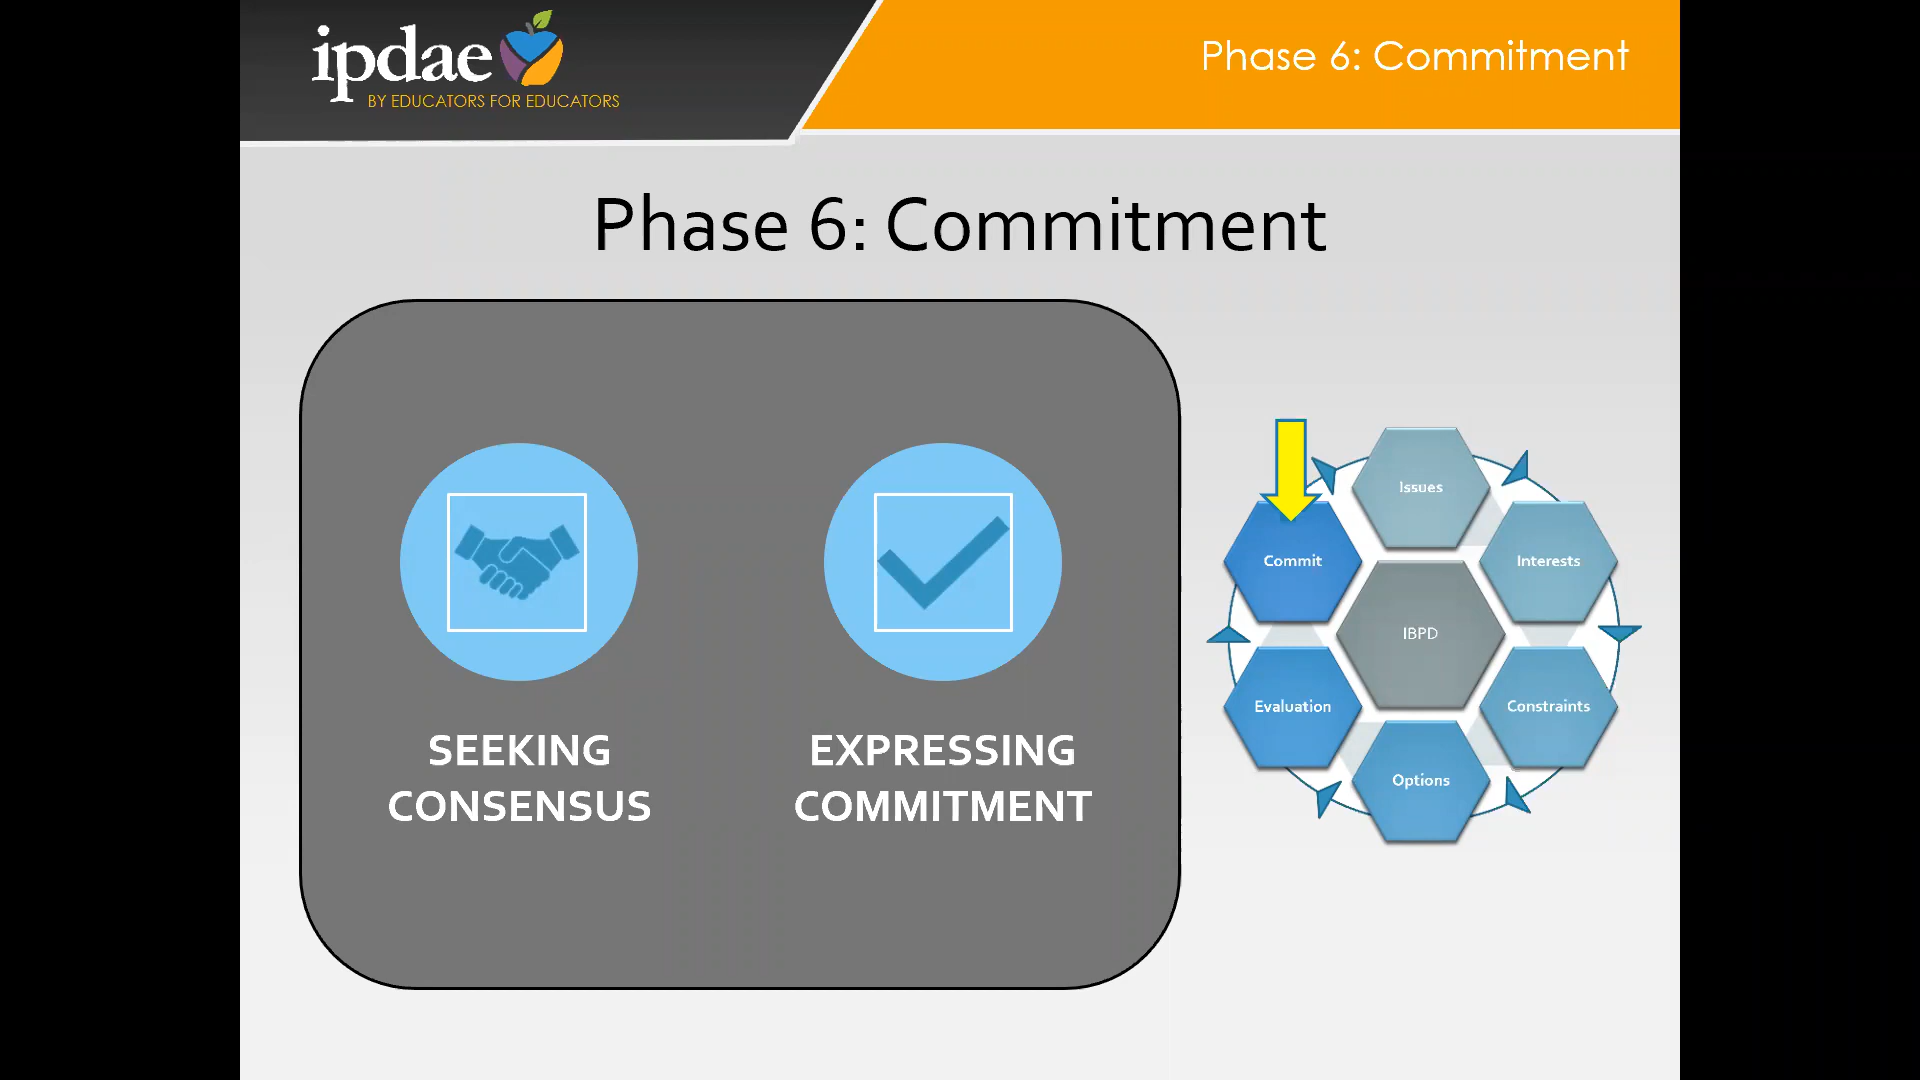 ipdae
BY EDUCATORS FOR EDUCATORS
Phase 6: Commitment
Phase 6: Commitment
SEEKING
CONSENSUS
EXPRESSING
COMMITMENT
Issues
Commit
Interests
IBPD
Evaluation
Constraints
Options